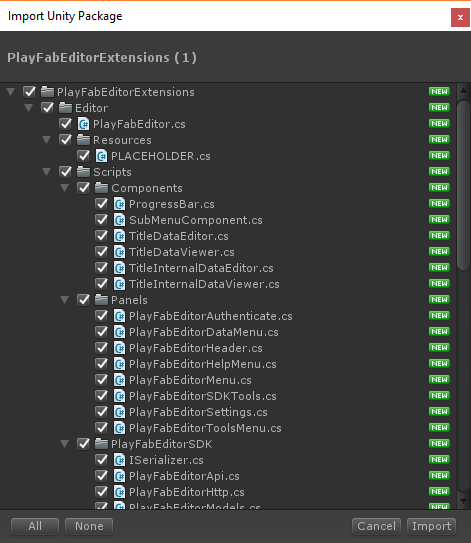 Import Unity Package
x
PlayFabEditorExtensions (1)
PlayFabEditorExtensions NEW
Editor NEW
PlayFabEditor.cs NEW
Resources NEW
PLACEHOLDER.cs NEW
Scripts NEW
Components NEW
ProgressBar.cs NEW
SubMenuComponent.cs NEW
TitleDataEditor.cs NEW
TitleDataViewer.cs NEW
TitleInternalDataEditor.cs NEW
TitleInternalDataViewer.cs NEW
Panels NEW
PlayFabEditorAuthenticate.cs NEW
PlayFabEditorDataMenu.cs NEW
PlayFabEditorHeader.cs NEW
PlayFabEditorHelpMenu.cs NEW
PlayFabEditorMenu.cs NEW
PlayFabEditorSDKTools.cs NEW
PlayFabEditorSettings.cs NEW
PlayFabEditorToolsMenu.cs NEW
PlayFabEditorSDK NEW
ISerializer.cs NEW
PlayFabEditorApi.cs NEW
PlayFabEditorHttp.cs NEW
PlayFabEditorModels.cs NEW
All None Cancel Import